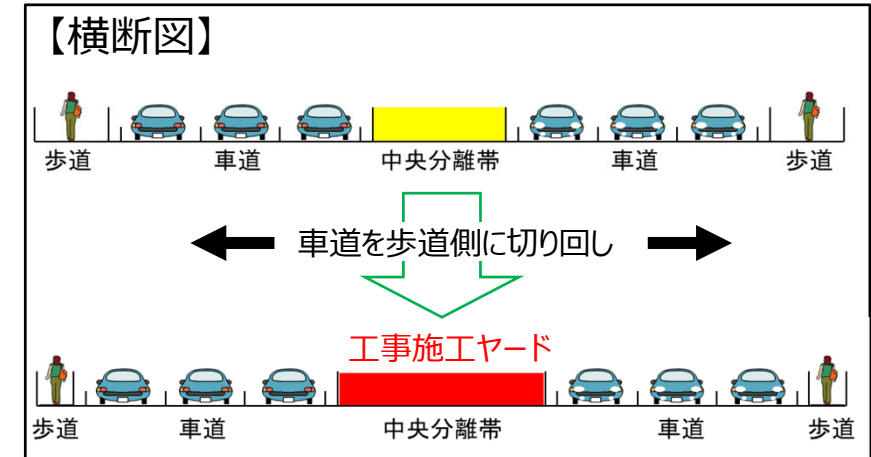 【横断図】
歩道 車道 中央分離帯 車道 歩道
車道を歩道側に切り回し
工事施工ヤード
歩道 車道 中央分離帯 車道 歩道